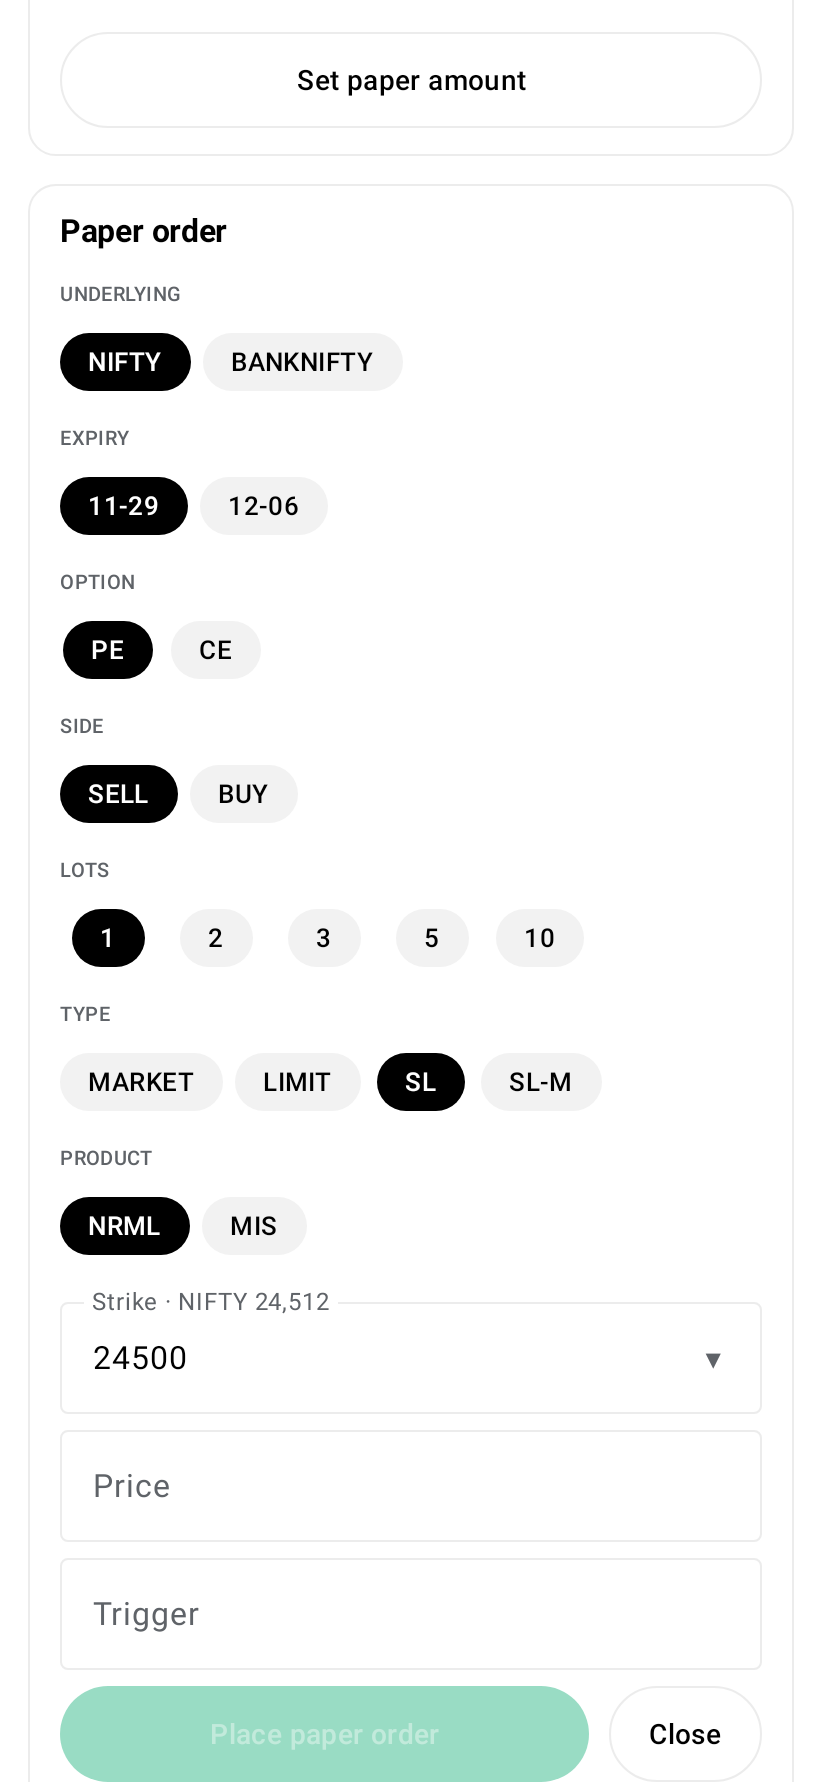 Set paper amount
Paper order
UNDERLYING
NIFTY BANKNIFTY
EXPIRY
11-29 12-06
OPTION
PE CE
SIDE
SELL BUY
LOTS
1 2 3 5 10
TYPE
MARKET LIMIT SL SL-M
PRODUCT
NRML MIS
Strike · NIFTY 24,512
24500 ▼
Price
Trigger
Place paper order Close